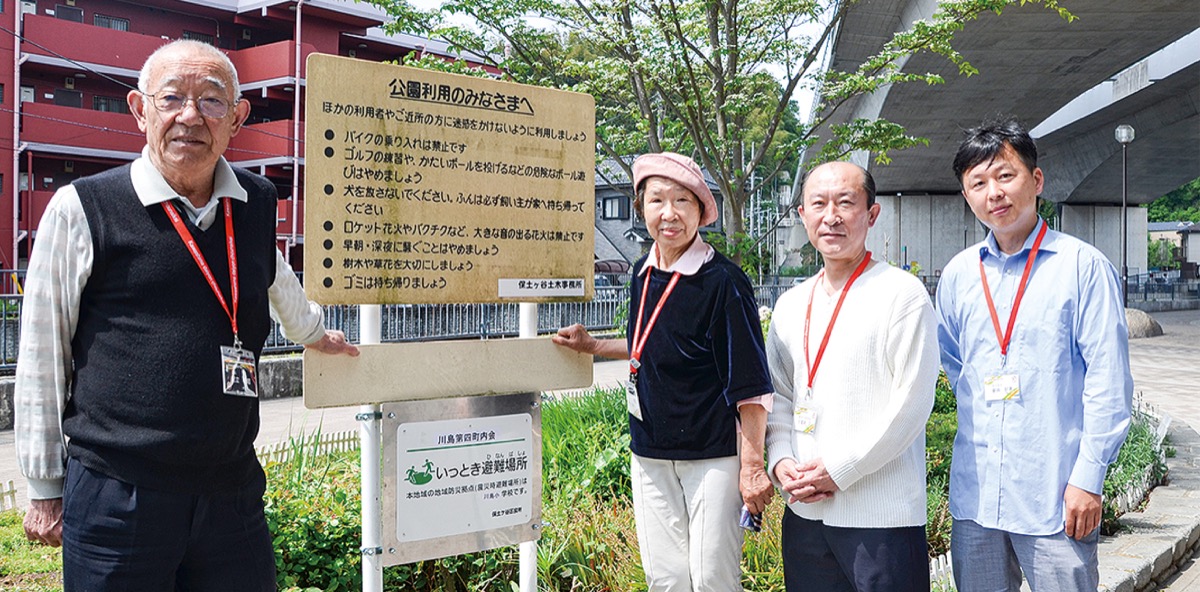 公園利用のみなさまへ
ほかの利用者やご近所の方に迷惑をかけないように利用しましょう
● バイクの乗り入れは禁止です
● ゴルフの練習や、かたいボールを投げるなどの危険なボール遊
びはやめましょう
● 犬を放さないでください。ふんは必ず飼い主が家へ持ち帰って
ください
● ロケット花火やバクチクなど、大きな音の出る花火は禁止です
● 早朝・深夜に騒ぐことはやめましょう
● 樹木や草花を大切にしましょう
● ゴミは持ち帰りましょう
保土ヶ谷土木事務所
川島第四町内会
いっとき避難場所
ひなんばしょ
本地域の地域防災拠点(震災時避難場所)は
川島小 学校です。
保土ケ谷区役所